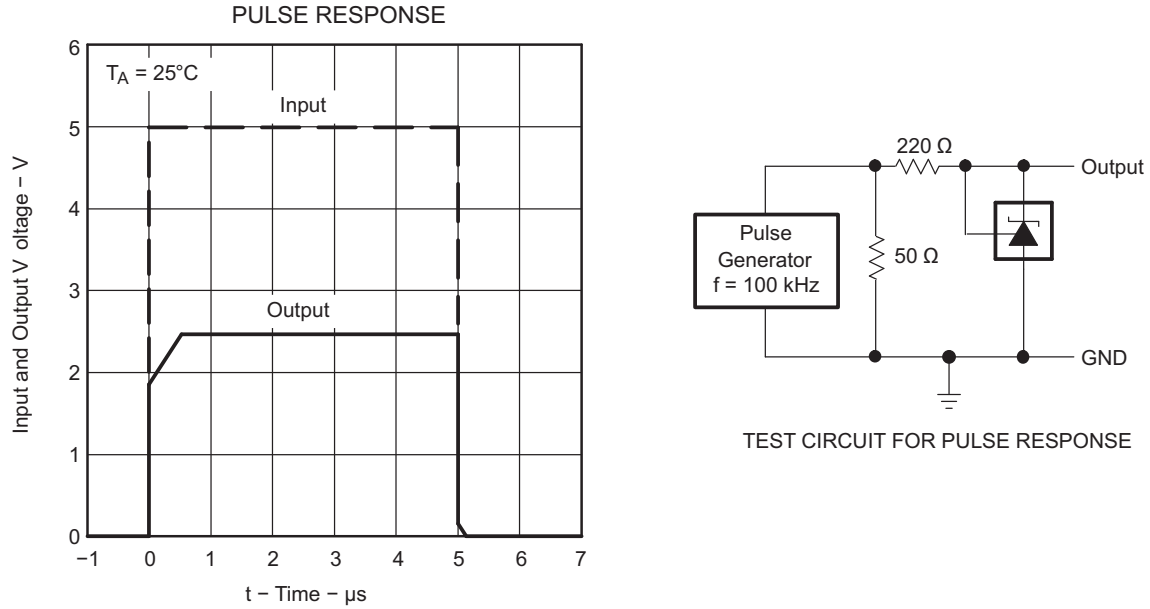 PULSE RESPONSE
Input and Output V oltage − V
6
5
4
3
2
1
0
T_A = 25°C
Input
Output
−1 0 1 2 3 4 5 6 7
t − Time − µs
220 Ω
Output
Pulse
Generator
f = 100 kHz
50 Ω
GND
TEST CIRCUIT FOR PULSE RESPONSE